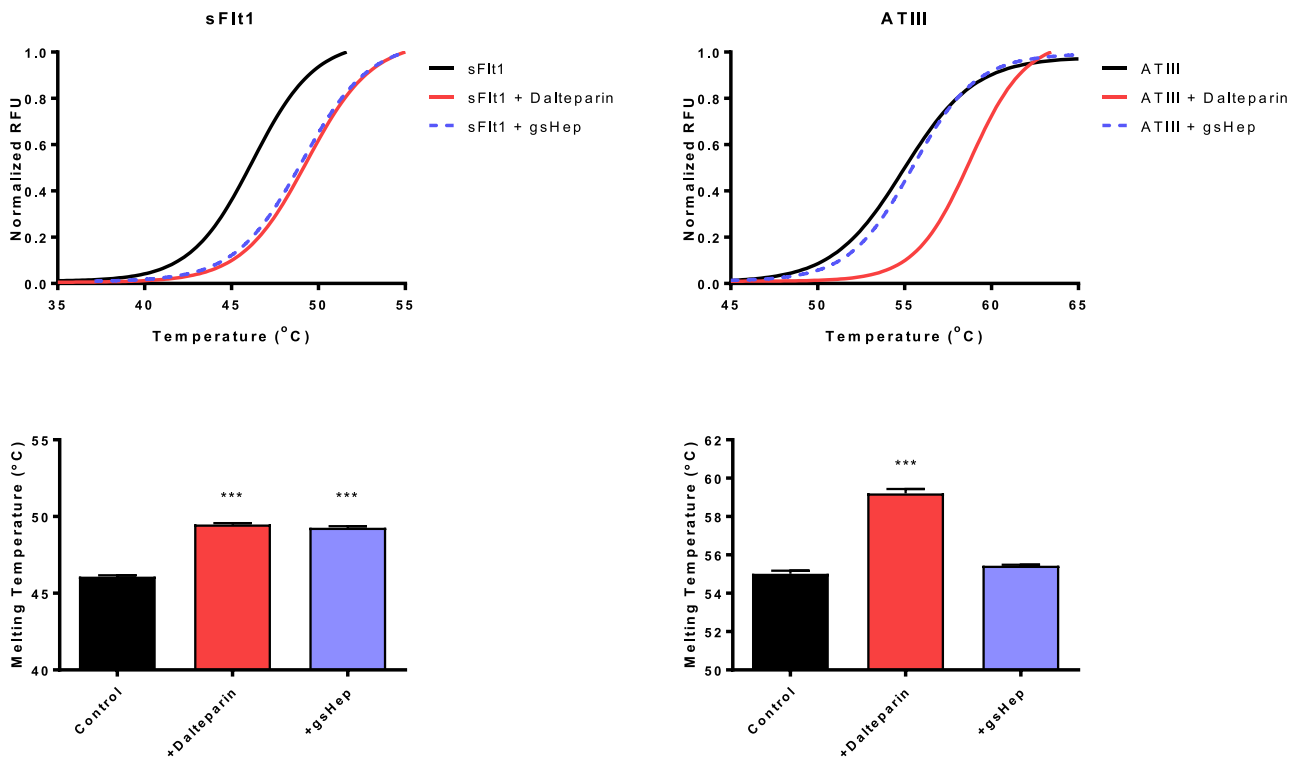 sFlt1
Normalized RFU
1.0
0.8
0.6
0.4
0.2
0.0
35 40 45 50 55
Temperature (°C)
sFlt1
sFlt1 + Dalteparin
sFlt1 + gsHep
ATIII
Normalized RFU
1.0
0.8
0.6
0.4
0.2
0.0
45 50 55 60 65
Temperature (°C)
ATIII
ATIII + Dalteparin
ATIII + gsHep
Melting Temperature (°C)
55
50
45
40
*** ***
Control +Dalteparin +gsHep
Melting Temperature (°C)
62
60
58
56
54
52
50
***
Control +Dalteparin +gsHep